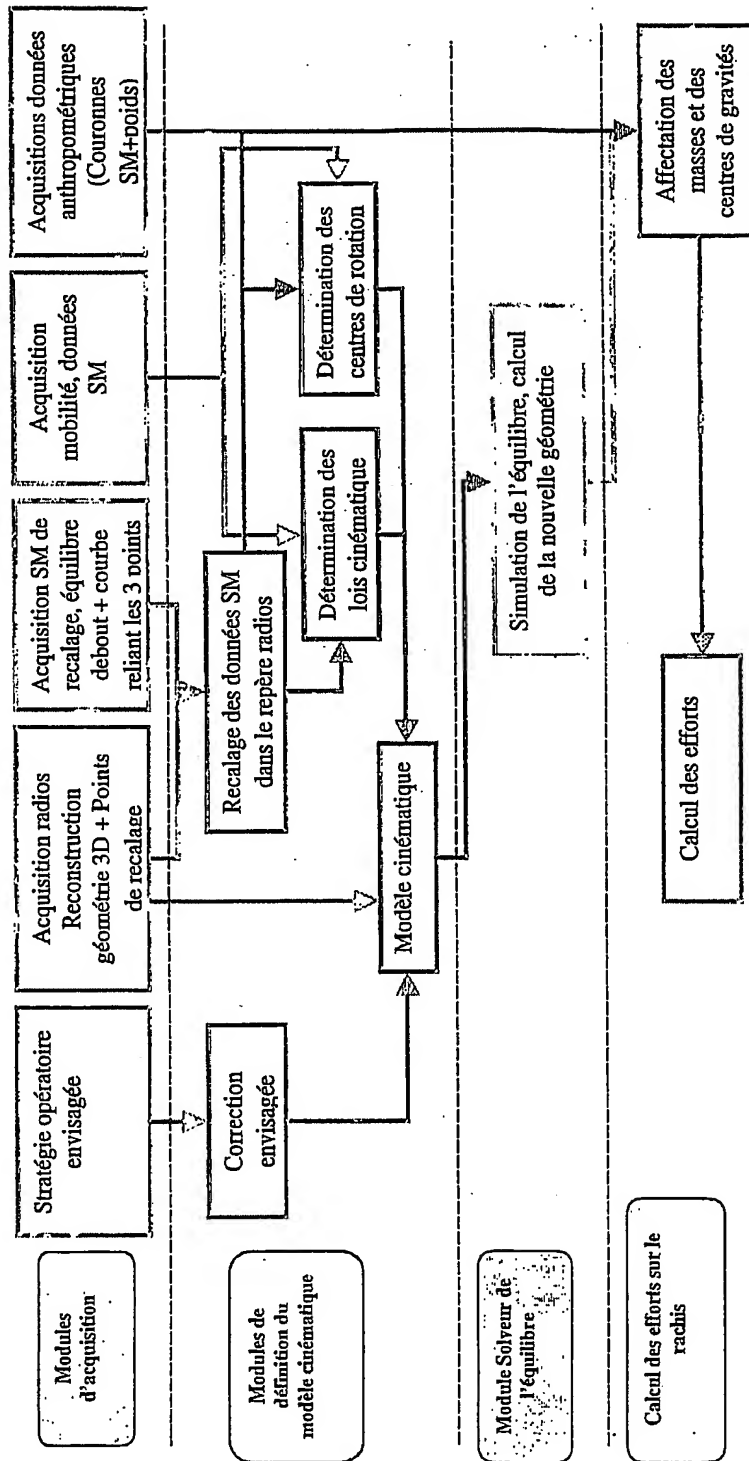 Modules
d'acquisition
Stratégie opératoire
envisagée
Acquisition radios
Reconstruction
géométrie 3D + Points
de recalage
Acquisition SM de
recalage, équilibre
debout + courbe
reliant les 3 points
Acquisition
mobilité, données
SM
Acquisitions données
anthropométriques
(Couronnes
SM+poids)
Modules de
définition du
modèle cinématique
Correction
envisagée
Recalage des données SM
dans le repère radios
Détermination des
lois cinématique
Détermination des
centres de rotation
Modèle cinématique
Module Solveur de
l'équilibre
Simulation de l'équilibre, calcul
de la nouvelle géométrie
Calcul des efforts sur le
rachis
Calcul des efforts
Affectation des
masses et des
centres de gravités